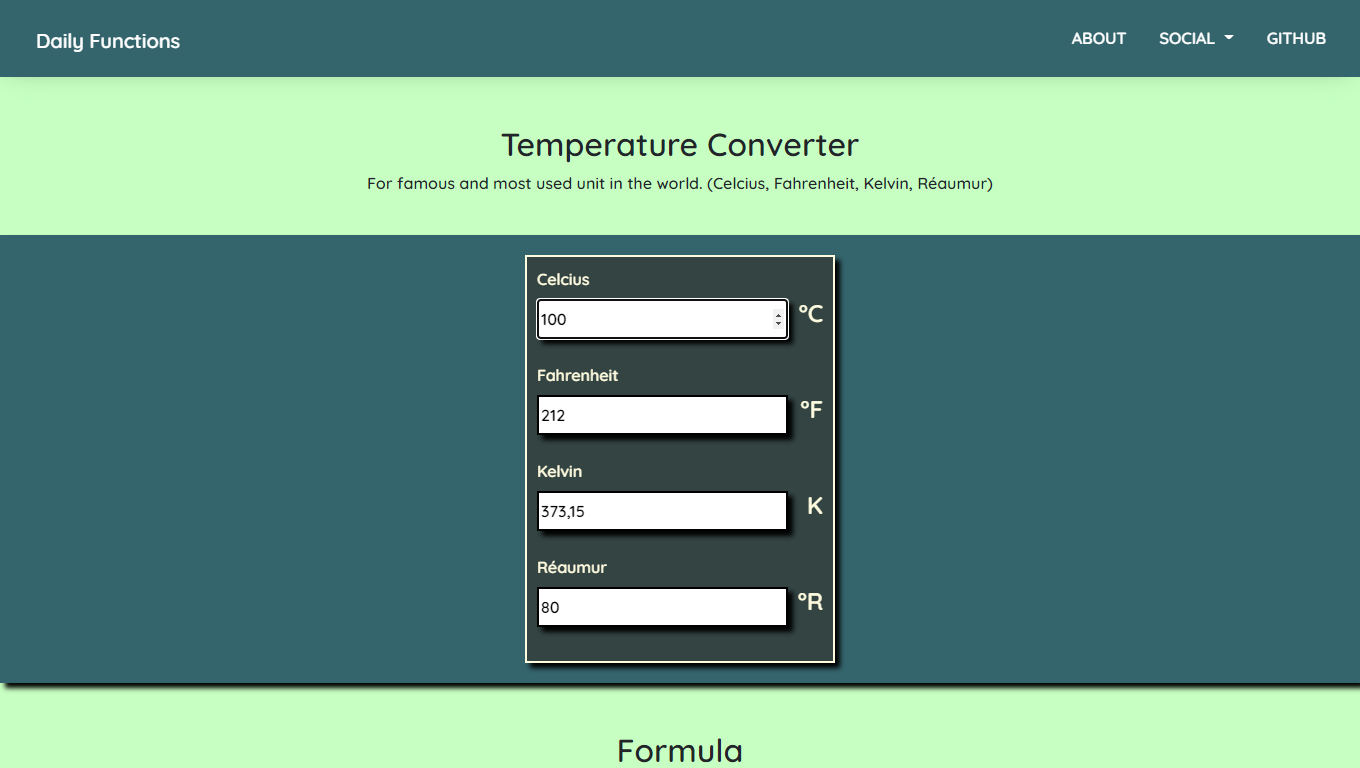 Daily Functions
ABOUT
SOCIAL
GITHUB
Temperature Converter
For famous and most used unit in the world. (Celcius, Fahrenheit, Kelvin, Réaumur)
Celcius
100
°C
Fahrenheit
212
°F
Kelvin
373,15
K
Réaumur
80
°R
Formula